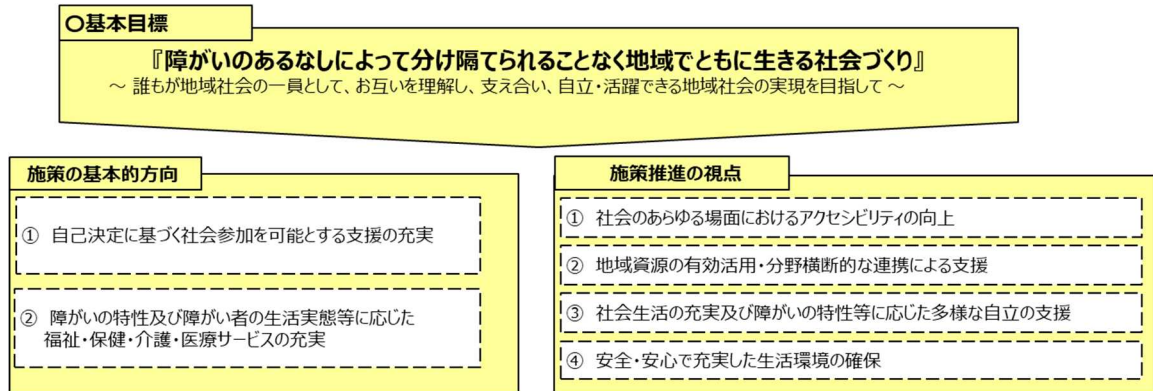 〇基本目標
『障がいのあるなしによって分け隔てられることなく地域でともに生きる社会づくり』
～ 誰もが地域社会の一員として、お互いを理解し、支え合い、自立・活躍できる地域社会の実現を目指して ～
施策の基本的方向
① 自己決定に基づく社会参加を可能とする支援の充実
② 障がいの特性及び障がい者の生活実態等に応じた
福祉・保健・介護・医療サービスの充実
施策推進の視点
① 社会のあらゆる場面におけるアクセシビリティの向上
② 地域資源の有効活用・分野横断的な連携による支援
③ 社会生活の充実及び障がいの特性等に応じた多様な自立の支援
④ 安全・安心で充実した生活環境の確保